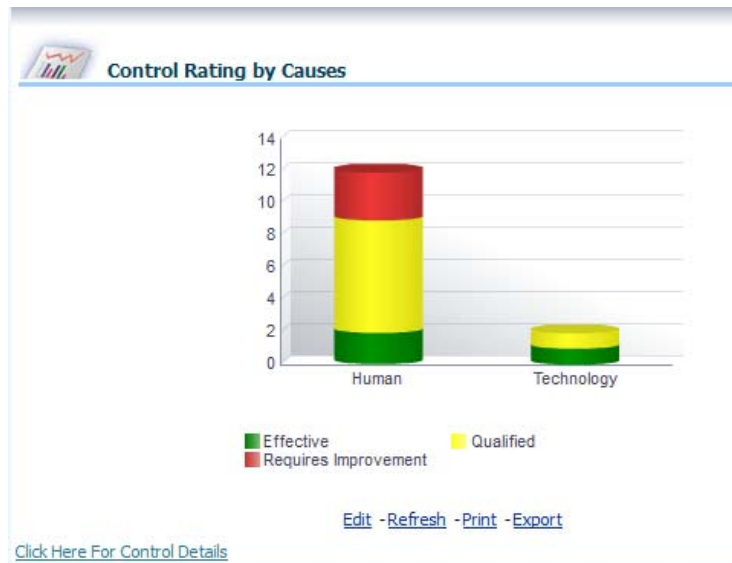 Control Rating by Causes
14
12
10
8
6
4
2
0
Human Technology
Effective Qualified
Requires Improvement
Edit - Refresh - Print - Export
Click Here For Control Details